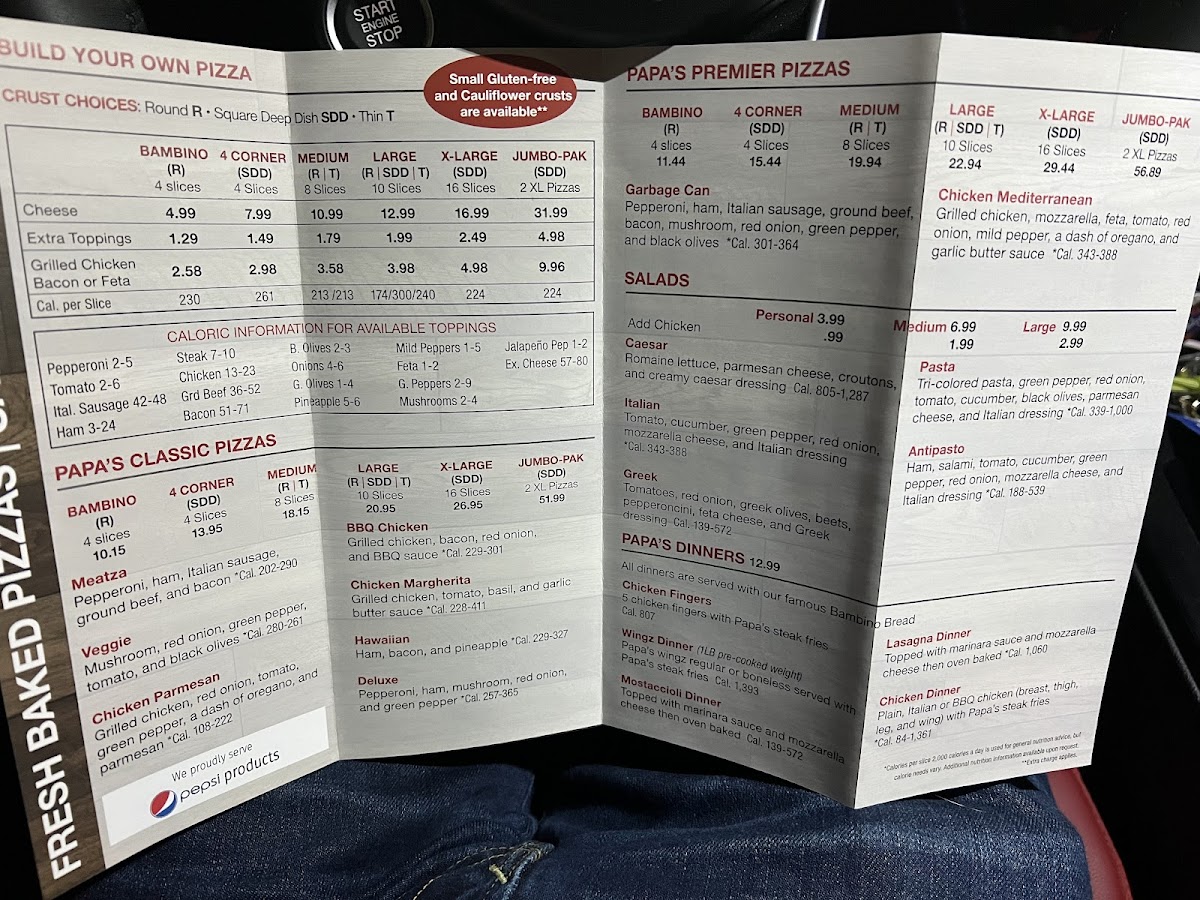 START
ENGINE
STOP
BUILD YOUR OWN PIZZA
CRUST CHOICES: Round R • Square Deep Dish SDD • Thin T
Small Gluten-free
and Cauliflower crusts
are available**
BAMBINO 4 CORNER MEDIUM LARGE X-LARGE JUMBO-PAK
(R) (SDD) (R | T) (R | SDD | T) (SDD) (SDD)
4 slices 4 Slices 8 Slices 10 Slices 16 Slices 2 XL Pizzas
Cheese 4.99 7.99 10.99 12.99 16.99 31.99
Extra Toppings 1.29 1.49 1.79 1.99 2.49 4.98
Grilled Chicken
Bacon or Feta 2.58 2.98 3.58 3.98 4.98 9.96
Cal. per Slice 230 261 213 /213 174/300/240 224 224
CALORIC INFORMATION FOR AVAILABLE TOPPINGS
Pepperoni 2-5
Tomato 2-6
Ital. Sausage 42-48
Ham 3-24
Steak 7-10
Chicken 13-23
Grd Beef 36-52
Bacon 51-71
B. Olives 2-3
Onions 4-6
G. Olives 1-4
Pineapple 5-6
Mild Peppers 1-5
Feta 1-2
G. Peppers 2-9
Mushrooms 2-4
Jalapeño Pep 1-2
Ex. Cheese 57-80
PAPA'S CLASSIC PIZZAS
BAMBINO 4 CORNER MEDIUM LARGE X-LARGE JUMBO-PAK
(R) (SDD) (R | T) (R | SDD | T) (SDD) (SDD)
4 slices 4 Slices 8 Slices 10 Slices 16 Slices 2 XL Pizzas
10.15 13.95 18.15 20.95 26.95 51.99
Meatza
Pepperoni, ham, Italian sausage,
ground beef, and bacon *Cal. 202-290
Veggie
Mushroom, red onion, green pepper,
tomato, and black olives *Cal. 280-261
Chicken Parmesan
Grilled chicken, red onion, tomato,
green pepper, a dash of oregano, and
parmesan *Cal. 108-222
We proudly serve
pepsi products
BBQ Chicken
Grilled chicken, bacon, red onion,
and BBQ sauce *Cal. 229-301
Chicken Margherita
Grilled chicken, tomato, basil, and garlic
butter sauce *Cal. 228-411
Hawaiian
Ham, bacon, and pineapple *Cal. 229-327
Deluxe
Pepperoni, ham, mushroom, red onion,
and green pepper *Cal. 257-365
FRESH BAKED PIZZAS
PAPA'S PREMIER PIZZAS
BAMBINO 4 CORNER MEDIUM LARGE X-LARGE JUMBO-PAK
(R) (SDD) (R | T) (R | SDD | T) (SDD) (SDD)
4 slices 4 Slices 8 Slices 10 Slices 16 Slices 2 XL Pizzas
11.44 15.44 19.94 22.94 29.44 56.89
Garbage Can
Pepperoni, ham, Italian sausage, ground beef,
bacon, mushroom, red onion, green pepper,
and black olives *Cal. 301-364
Chicken Mediterranean
Grilled chicken, mozzarella, feta, tomato, red
onion, mild pepper, a dash of oregano, and
garlic butter sauce *Cal. 343-388
SALADS
Personal 3.99 Medium 6.99 Large 9.99
Add Chicken .99 1.99 2.99
Caesar
Romaine lettuce, parmesan cheese, croutons,
and creamy caesar dressing Cal. 805-1,287
Italian
Tomato, cucumber, green pepper, red onion,
mozzarella cheese, and Italian dressing
*Cal. 343-388
Greek
Tomatoes, red onion, greek olives, beets,
pepperoncini, feta cheese, and Greek
dressing Cal. 139-572
Pasta
Tri-colored pasta, green pepper, red onion,
tomato, cucumber, black olives, parmesan
cheese, and Italian dressing *Cal. 339-1,000
Antipasto
Ham, salami, tomato, cucumber, green
pepper, red onion, mozzarella cheese, and
Italian dressing *Cal. 188-539
PAPA'S DINNERS 12.99
All dinners are served with our famous Bambino Bread
Chicken Fingers
5 chicken fingers with Papa's steak fries
Cal. 807
Wingz Dinner (1LB pre-cooked weight)
Papa's wingz regular or boneless served with
Papa's steak fries Cal. 1,393
Mostaccioli Dinner
Topped with marinara sauce and mozzarella
cheese then oven baked Cal. 139-572
Lasagna Dinner
Topped with marinara sauce and mozzarella
cheese then oven baked *Cal. 1,060
Chicken Dinner
Plain, Italian or BBQ chicken (breast, thigh,
leg, and wing) with Papa's steak fries
*Cal. 84-1,361
*Calories per slice 2,000 calories a day is used for general nutrition advice, but
calorie needs vary. Additional nutrition information available upon request.
**Extra charge applies.